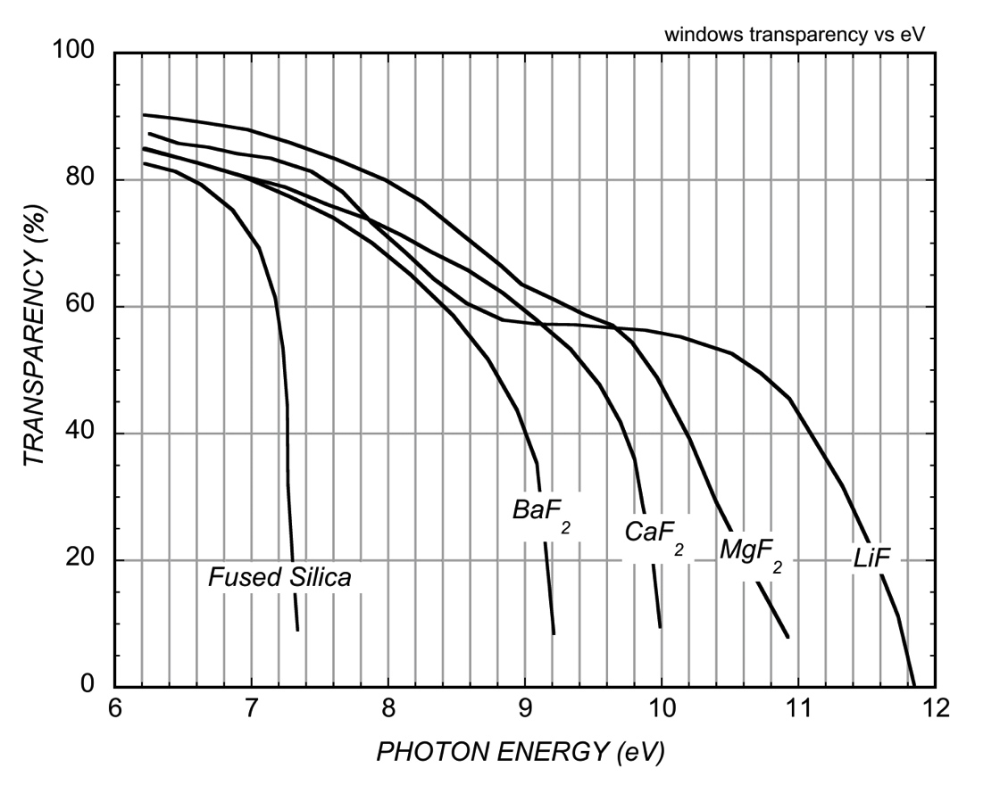 windows transparency vs eV
100
80
60
40
20
0
TRANSPARENCY (%)
BaF2
CaF2
MgF2
LiF
Fused Silica
6 7 8 9 10 11 12
PHOTON ENERGY (eV)